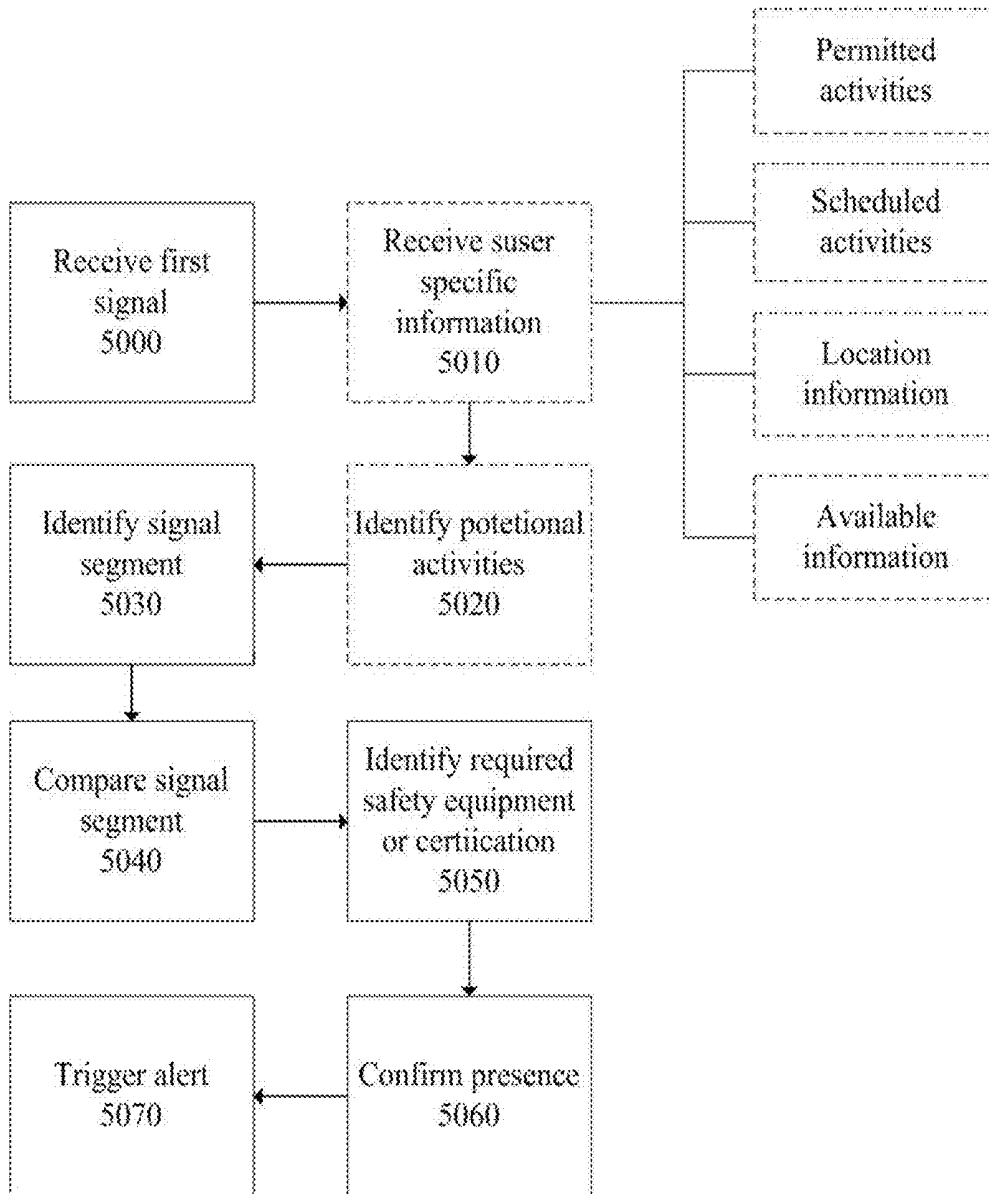 Receive first
signal
5000
Receive suser
specific
information
5010
Permitted
activities
Scheduled
activities
Location
information
Available
information
Identify potetional
activities
5020
Identify signal
segment
5030
Compare signal
segment
5040
Identify required
safety equipment
or certiication
5050
Confirm presence
5060
Trigger alert
5070